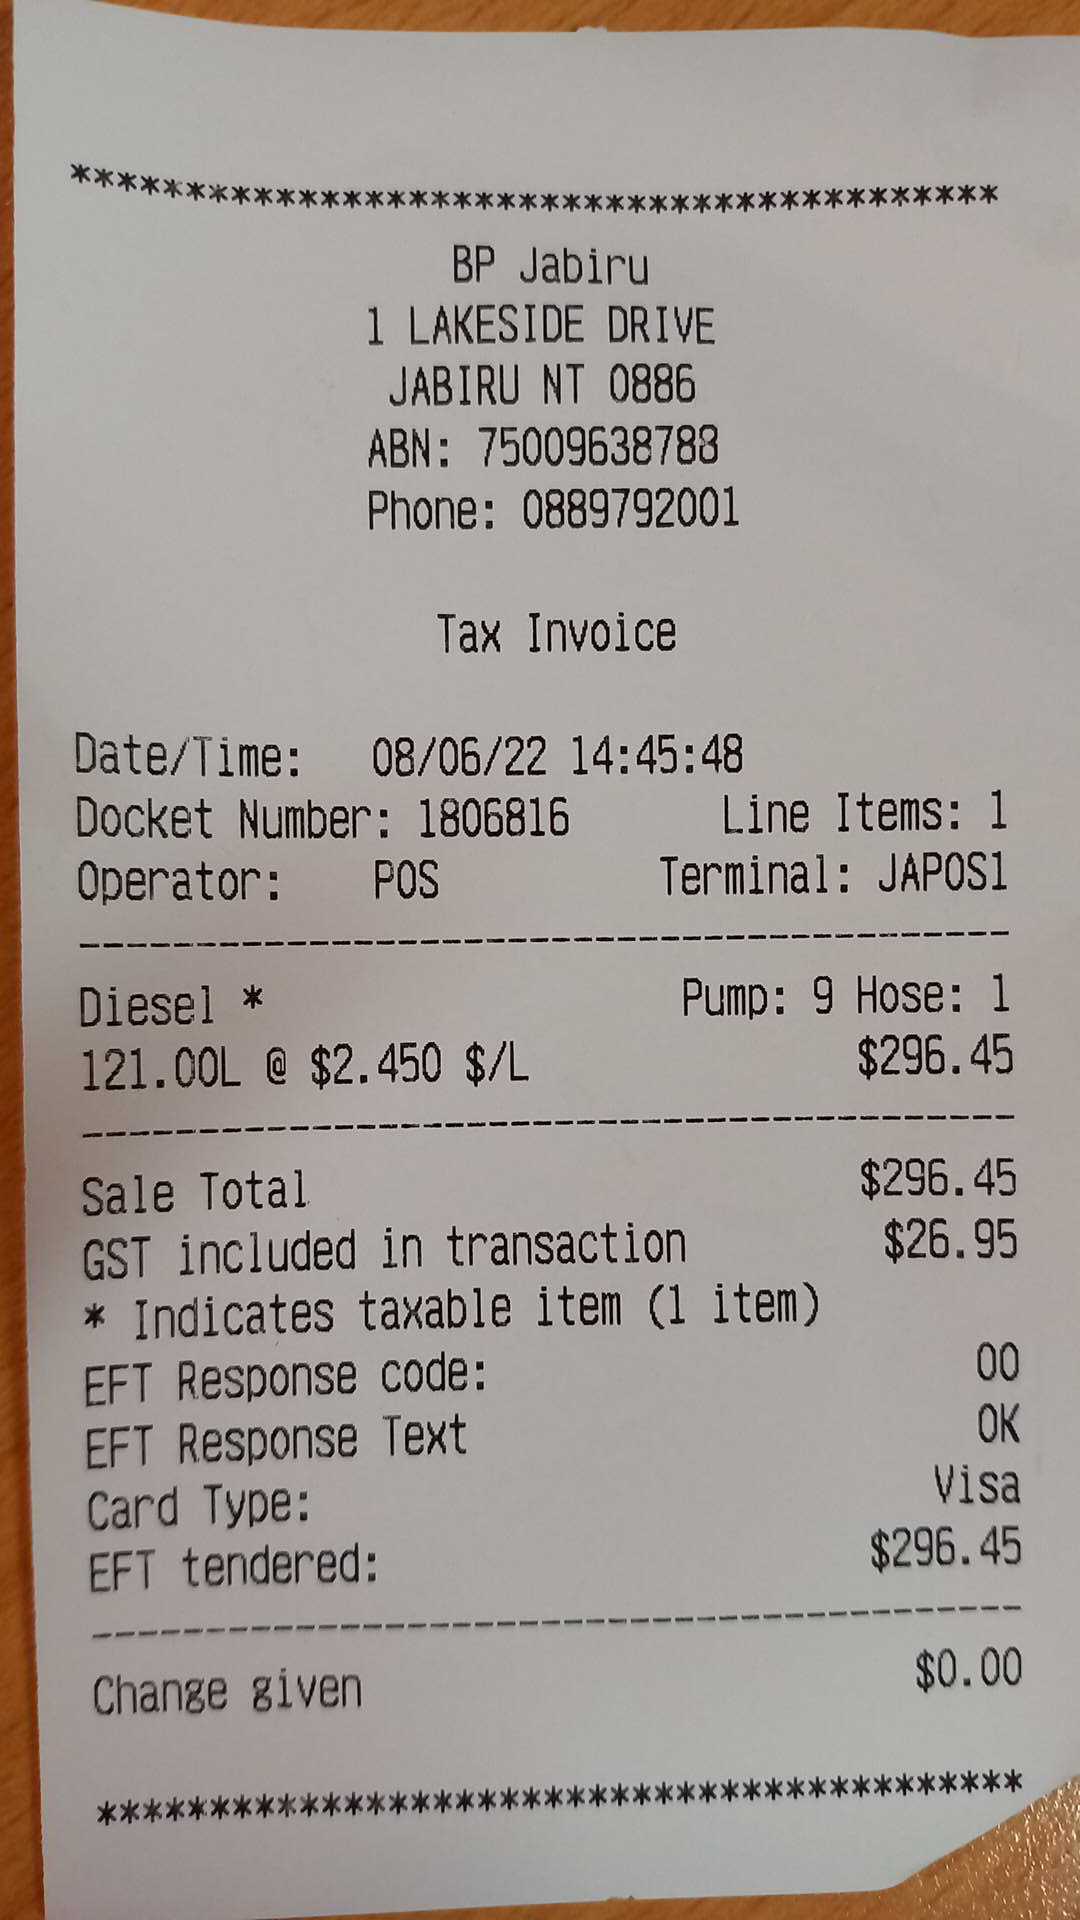 ******************************************
BP Jabiru
1 LAKESIDE DRIVE
JABIRU NT 0886
ABN: 75009638788
Phone: 0889792001
Tax Invoice
Date/Time: 08/06/22 14:45:48
Docket Number: 1806816 Line Items: 1
Operator: POS Terminal: JAPOS1
------------------------------------------
Diesel * Pump: 9 Hose: 1
121.00L @ $2.450 $/L $296.45
------------------------------------------
Sale Total $296.45
GST included in transaction $26.95
* Indicates taxable item (1 item)
EFT Response code: 00
EFT Response Text OK
Card Type: Visa
EFT tendered: $296.45
------------------------------------------
Change given $0.00
******************************************